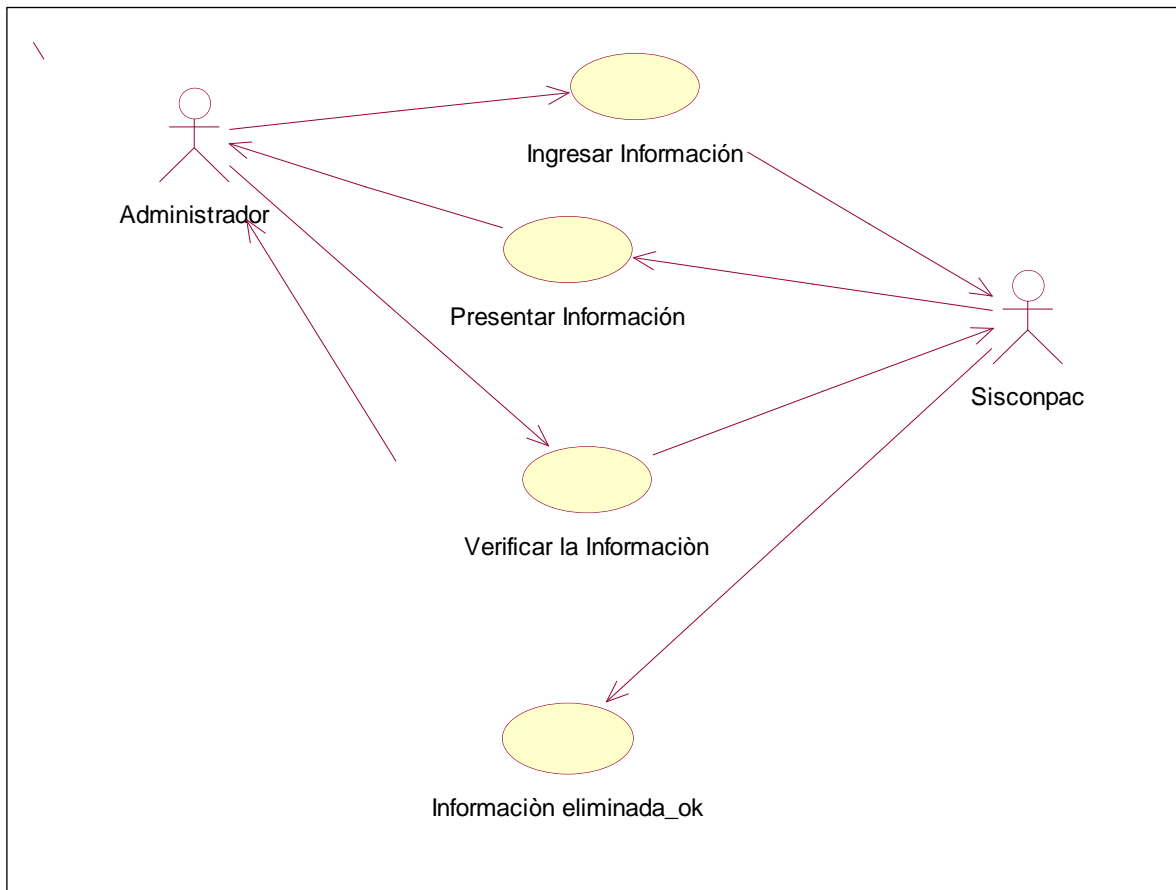 Ingresar Información
Administrador
Presentar Información
Sisconpac
Verificar la Informaciòn
Informaciòn eliminada_ok